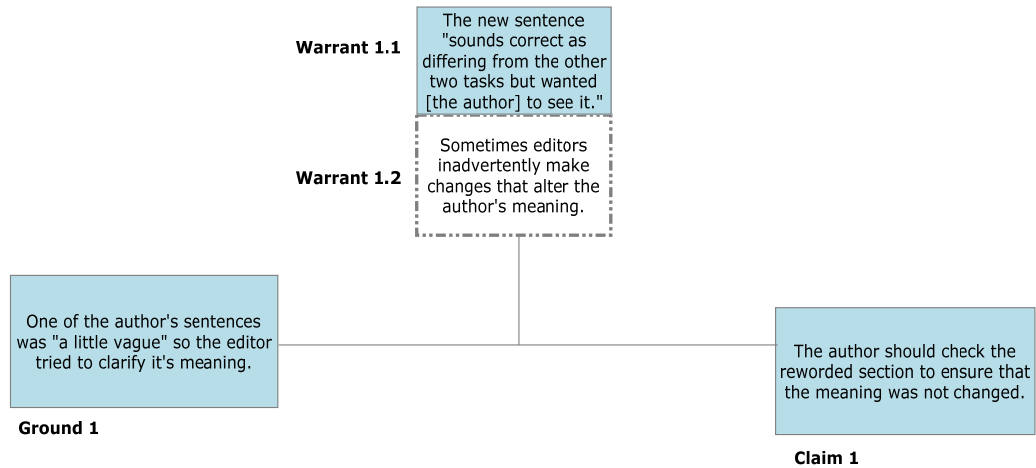 Warrant 1.1
The new sentence
"sounds correct as
differing from the other
two tasks but wanted
[the author] to see it."
Warrant 1.2
Sometimes editors
inadvertently make
changes that alter the
author's meaning.
One of the author's sentences
was "a little vague" so the editor
tried to clarify it's meaning.
Ground 1
The author should check the
reworded section to ensure that
the meaning was not changed.
Claim 1